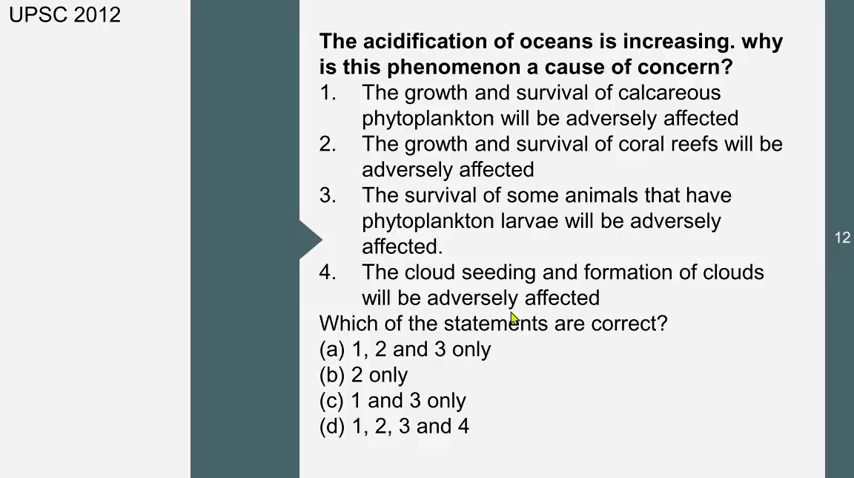 UPSC 2012
The acidification of oceans is increasing. why
is this phenomenon a cause of concern?
1. The growth and survival of calcareous
phytoplankton will be adversely affected
2. The growth and survival of coral reefs will be
adversely affected
3. The survival of some animals that have
phytoplankton larvae will be adversely
affected.
4. The cloud seeding and formation of clouds
will be adversely affected
Which of the statements are correct?
(a) 1, 2 and 3 only
(b) 2 only
(c) 1 and 3 only
(d) 1, 2, 3 and 4
12